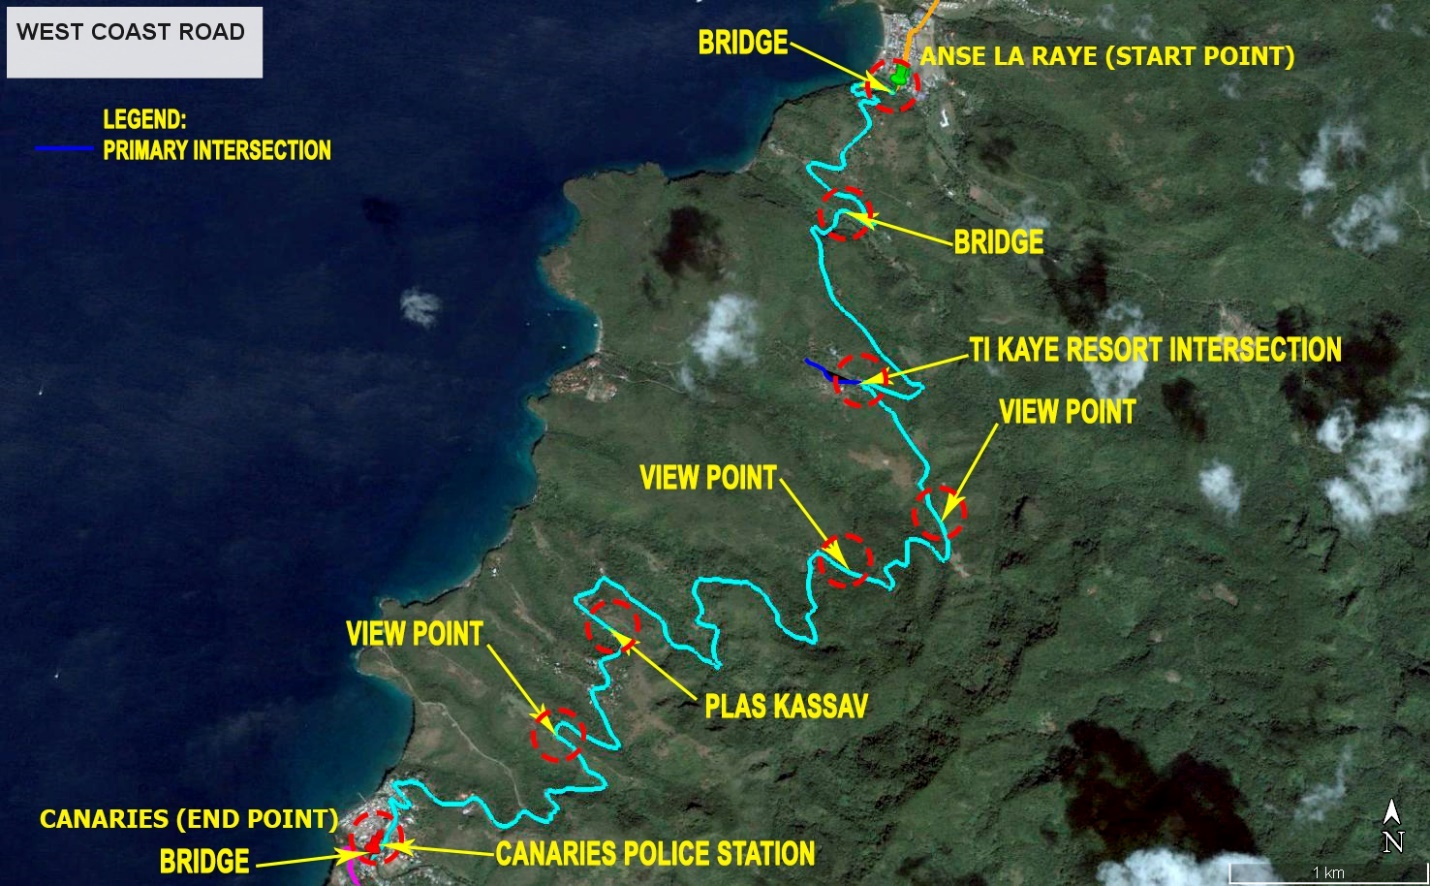 WEST COAST ROAD
LEGEND:
PRIMARY INTERSECTION
BRIDGE
ANSE LA RAYE (START POINT)
BRIDGE
TI KAYE RESORT INTERSECTION
VIEW POINT
VIEW POINT
VIEW POINT
PLAS KASSAV
CANARIES (END POINT)
BRIDGE
CANARIES POLICE STATION
N
1 km